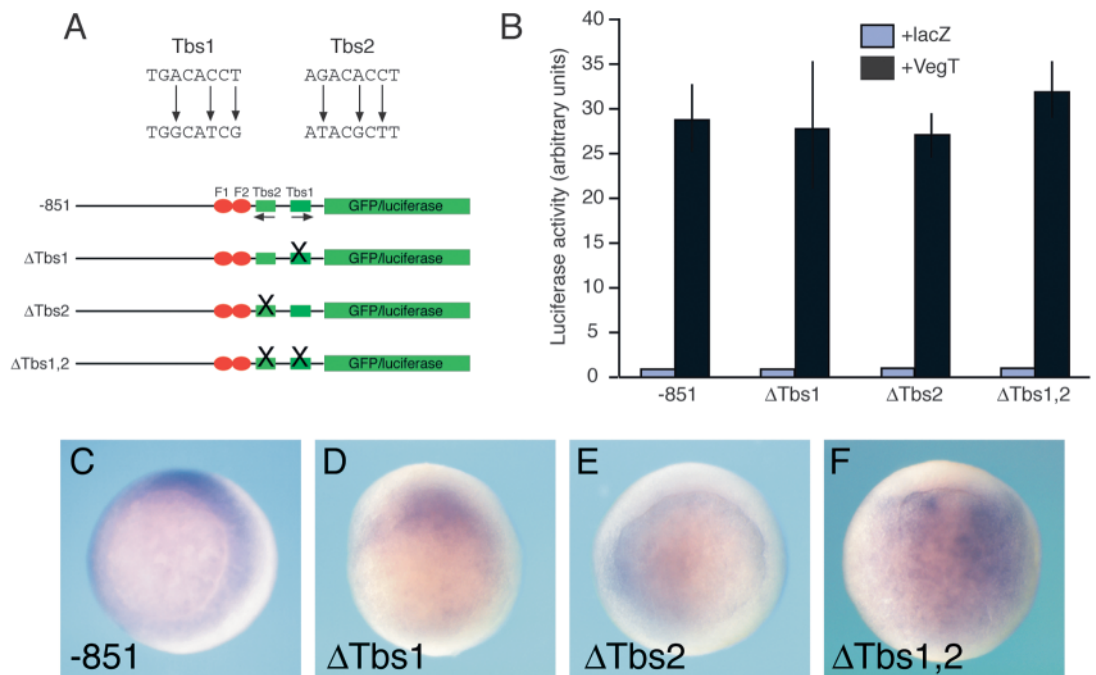 A
Tbs1 Tbs2
TGACACCT AGACACCT
TGGCATCG ATACGCTT
F1 F2 Tbs2 Tbs1
-851 GFP/luciferase
ΔTbs1 X GFP/luciferase
ΔTbs2 X GFP/luciferase
ΔTbs1,2 X X GFP/luciferase
B
+lacZ
+VegT
Luciferase activity (arbitrary units)
40
35
30
25
20
15
10
5
0
-851 ΔTbs1 ΔTbs2 ΔTbs1,2
C D E F
-851 ΔTbs1 ΔTbs2 ΔTbs1,2